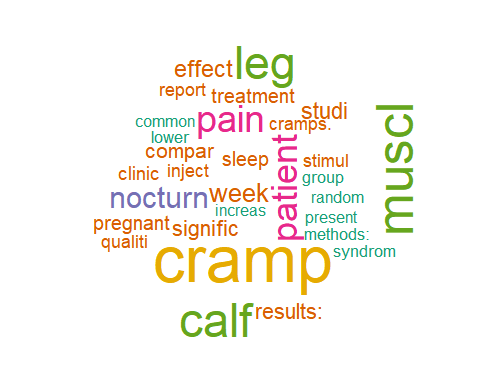 effect leg
report treatment
common pain cramps. studi
lower
compar sleep stimul
clinic inject group
nocturn week random
increas patient present muscl
pregnant signific methods:
qualiti syndrom
cramp
calf results: